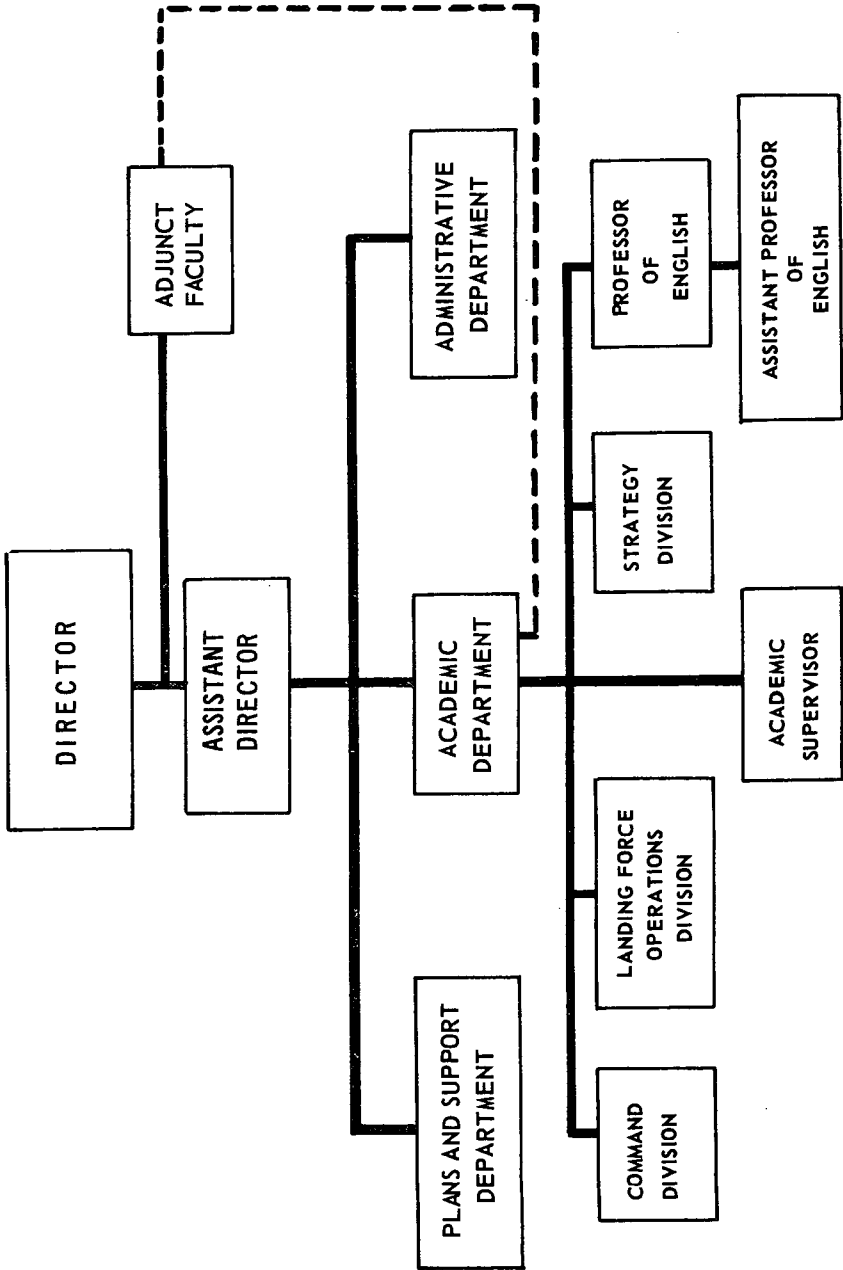 DIRECTOR
ADJUNCT
FACULTY
ASSISTANT
DIRECTOR
PLANS AND SUPPORT
DEPARTMENT
ACADEMIC
DEPARTMENT
ADMINISTRATIVE
DEPARTMENT
COMMAND
DIVISION
LANDING FORCE
OPERATIONS
DIVISION
STRATEGY
DIVISION
PROFESSOR
OF
ENGLISH
ACADEMIC
SUPERVISOR
ASSISTANT PROFESSOR
OF
ENGLISH